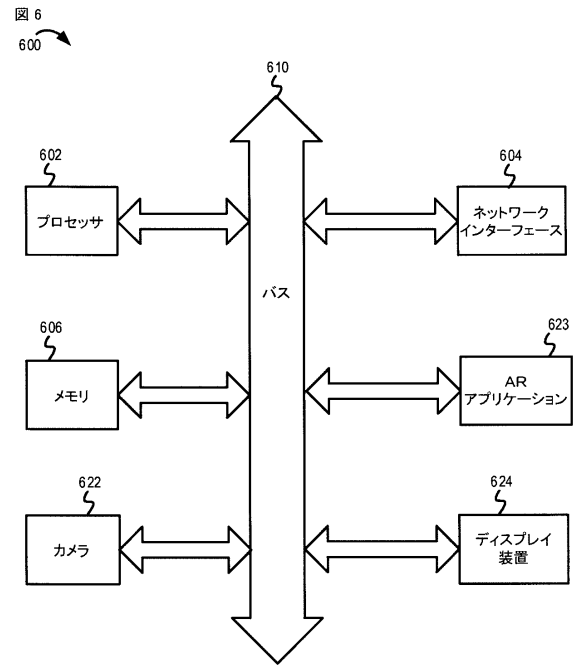 図 6
600
610
602
プロセッサ
604
ネットワーク
インターフェース
バス
606
メモリ
623
AR
アプリケーション
622
カメラ
624
ディスプレイ
装置